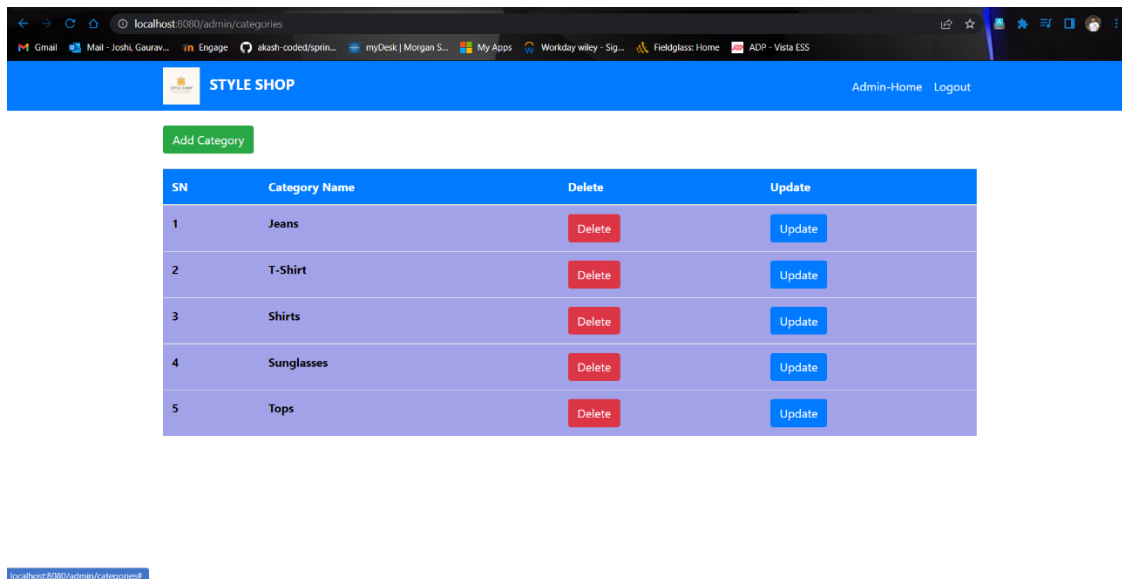 localhost:8080/admin/categories
Gmail Mail - Joshi, Gaurav... Engage akash-coded/sprin... myDesk | Morgan S... My Apps Workday wiley - Sig... Fieldglass: Home ADP - Vista ESS
STYLE SHOP Admin-Home Logout
Add Category
SN Category Name Delete Update
1 Jeans Delete Update
2 T-Shirt Delete Update
3 Shirts Delete Update
4 Sunglasses Delete Update
5 Tops Delete Update
localhost:8080/admin/categories#